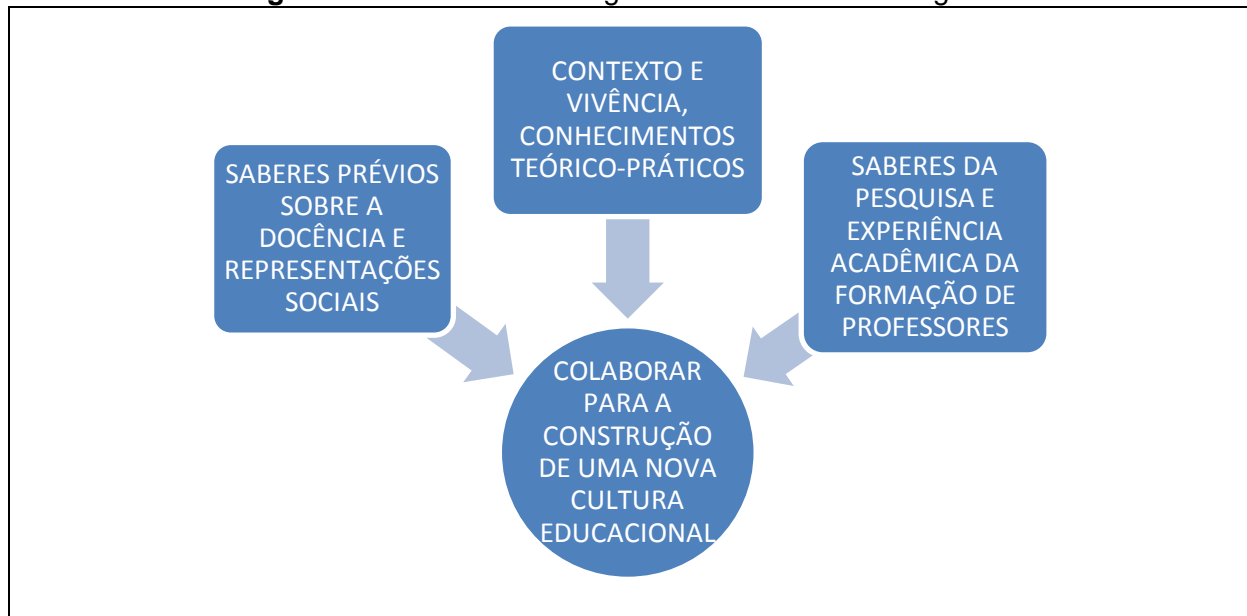 CONTEXTO E
VIVÊNCIA,
CONHECIMENTOS
TEÓRICO-PRÁTICOS
SABERES PRÉVIOS
SOBRE A
DOCÊNCIA E
REPRESENTAÇÕES
SOCIAIS
SABERES DA
PESQUISA E
EXPERIÊNCIA
ACADÊMICA DA
FORMAÇÃO DE
PROFESSORES
COLABORAR
PARA A
CONSTRUÇÃO
DE UMA NOVA
CULTURA
EDUCACIONAL